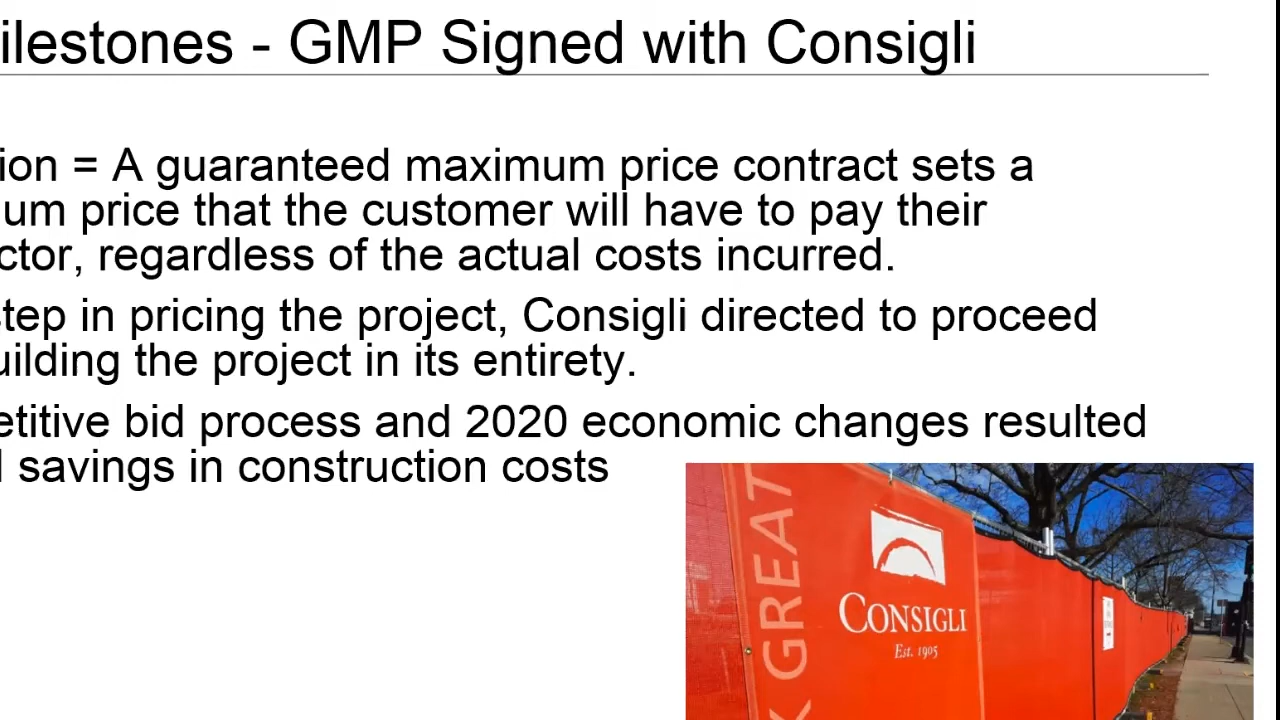 ilestones - GMP Signed with Consigli
ion = A guaranteed maximum price contract sets a
um price that the customer will have to pay their
ctor, regardless of the actual costs incurred.
tep in pricing the project, Consigli directed to proceed
uilding the project in its entirety.
etitive bid process and 2020 economic changes resulted
l savings in construction costs
K GREAT
CONSIGLI
Est. 1905